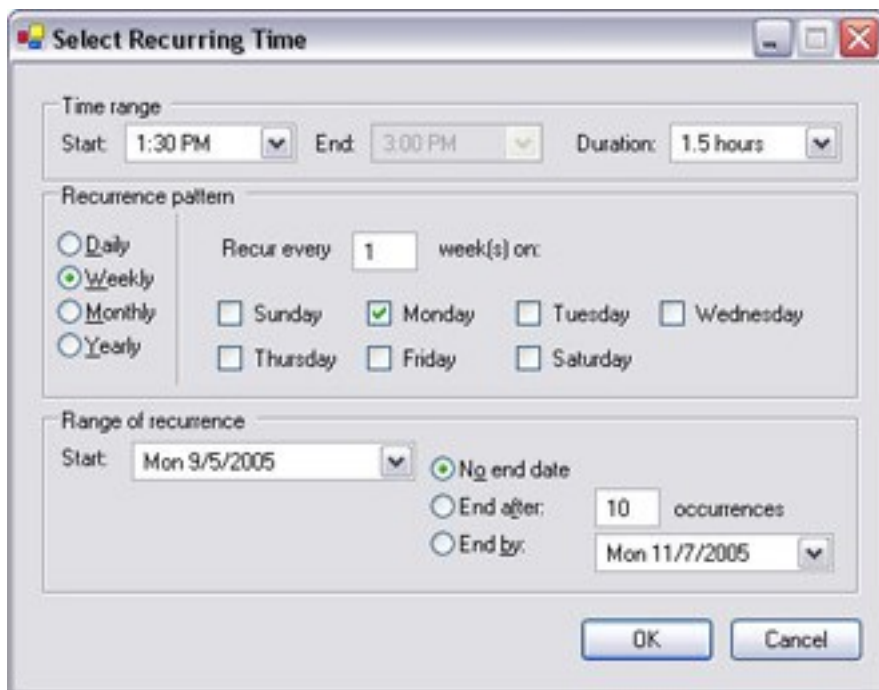 Select Recurring Time
Time range
Start: 1:30 PM End: 3:00 PM Duration: 1.5 hours
Recurrence pattern
Daily
Recur every 1 week(s) on:
Weekly
Monthly
Sunday Monday Tuesday Wednesday
Yearly
Thursday Friday Saturday
Range of recurrence
Start: Mon 9/5/2005
No end date
End after: 10 occurrences
End by: Mon 11/7/2005
OK Cancel